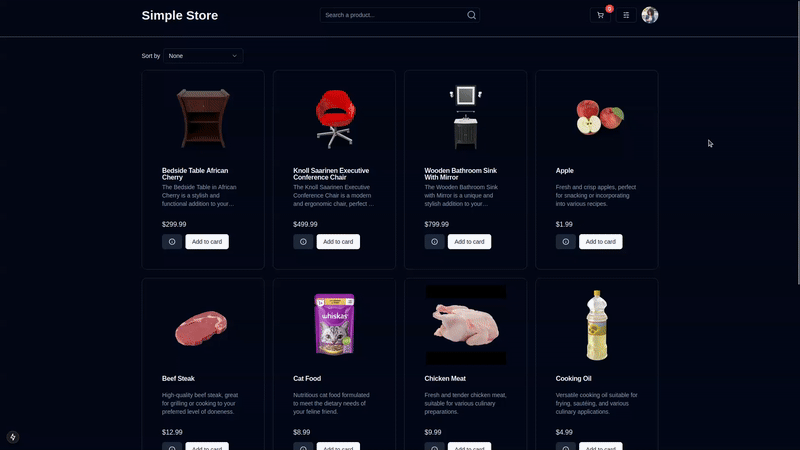 Simple Store
Search a product...
0
Sort by
None
Bedside Table African
Cherry
The Bedside Table in African
Cherry is a stylish and
functional addition to your...
$299.99
Add to card
Knoll Saarinen Executive
Conference Chair
The Knoll Saarinen Executive
Conference Chair is a modern
and ergonomic chair, perfect ...
$499.99
Add to card
Wooden Bathroom Sink
With Mirror
The Wooden Bathroom Sink
with Mirror is a unique and
stylish addition to your...
$799.99
Add to card
Apple
Fresh and crisp apples, perfect
for snacking or incorporating
into various recipes.
$1.99
Add to card
whiskas
Beef Steak
High-quality beef steak, great
for grilling or cooking to your
preferred level of doneness.
$12.99
Add to card
Cat Food
Nutritious cat food formulated
to meet the dietary needs of
your feline friend.
$8.99
Add to card
Chicken Meat
Fresh and tender chicken meat,
suitable for various culinary
preparations.
$9.99
Add to card
Cooking Oil
Versatile cooking oil suitable for
frying, sautéing, and various
culinary applications.
$4.99
Add to card